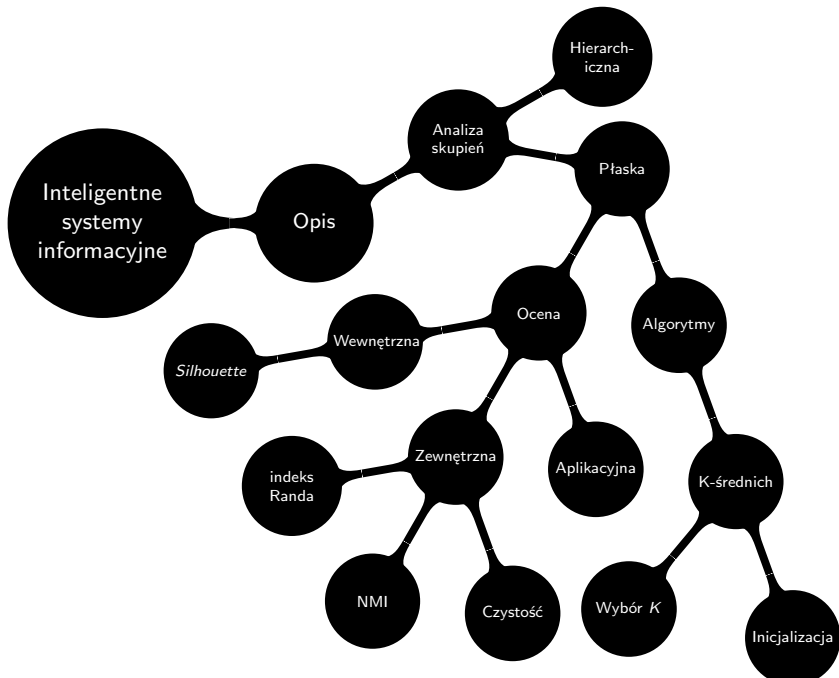 Hierarch-
iczna
Analiza
skupień
Płaska
Inteligentne
systemy
informacyjne
Opis
Ocena
Algorytmy
Wewnętrzna
Silhouette
Zewnętrzna
Aplikacyjna
indeks
Randa
K-średnich
NMI
Czystość
Wybór K
Inicjalizacja